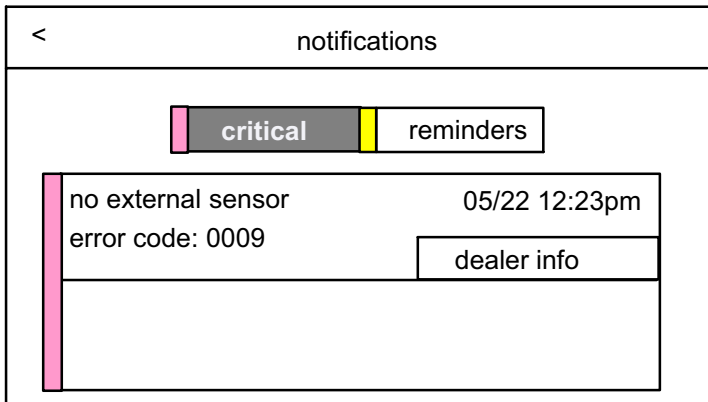 < notifications
critical reminders
no external sensor 05/22 12:23pm
error code: 0009
dealer info